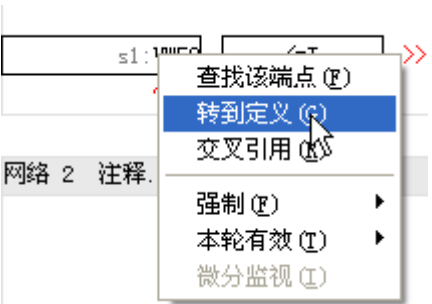 s1:
>>
查找该端点(F)
转到定义(G)
交叉引用(R)
网络 2 注释.
强制(F)
本轮有效(T)
微分监视(I)